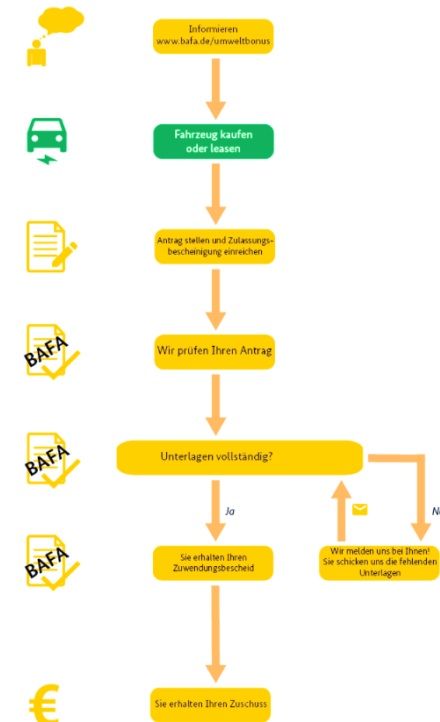 Informieren
www.bafa.de/umweltbonus
Fahrzeug kaufen
oder leasen
Antrag stellen und Zulassungs-
bescheinigung einreichen
BAFA
Wir prüfen Ihren Antrag
BAFA
Unterlagen vollständig?
Ja
BAFA
Sie erhalten Ihren
Zuwendungsbescheid
Wir melden uns bei Ihnen!
Sie schicken uns die fehlenden
Unterlagen
€
Sie erhalten Ihren Zuschuss